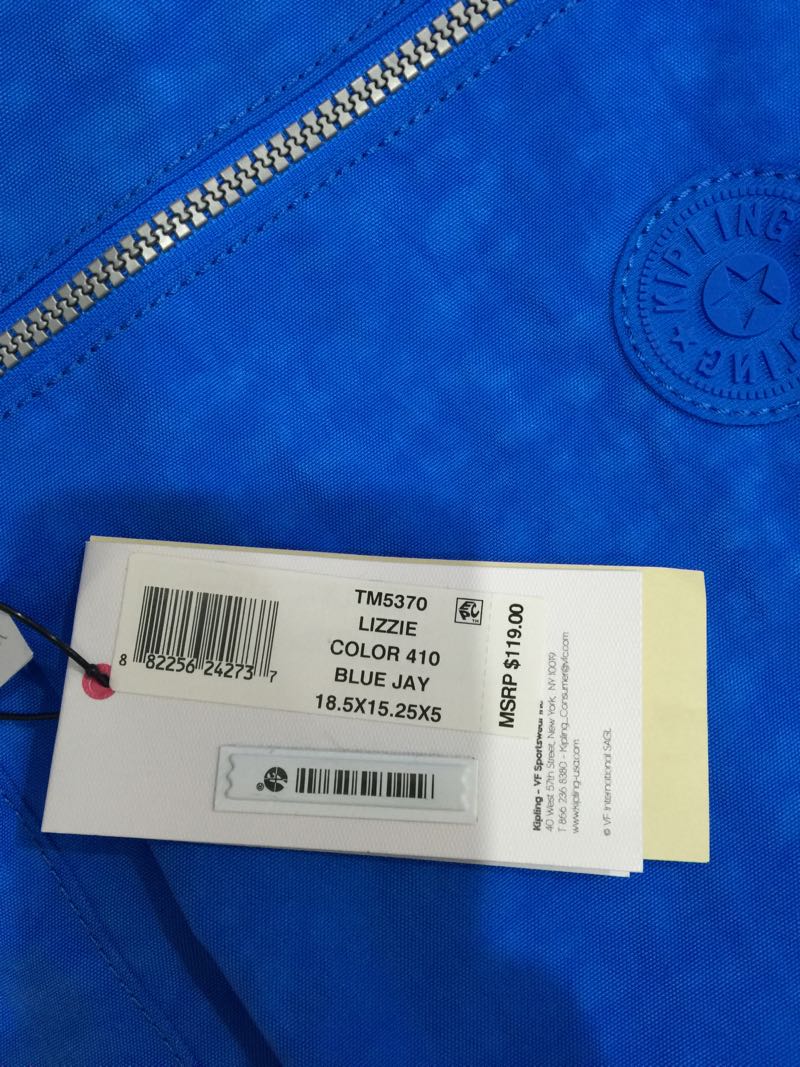 KIPLING
KIPLING
TM5370
LIZZIE
COLOR 410
BLUE JAY
18.5X15.25X5
8 82256 24273 7
MSRP $119.00
Kipling - VF Sportswear Inc.
40 West 57th Street, New York, NY 10019
T 866 236 8380 - Kipling_Consumer@vfc.com
www.kipling-usa.com
© VF International SAGL
®